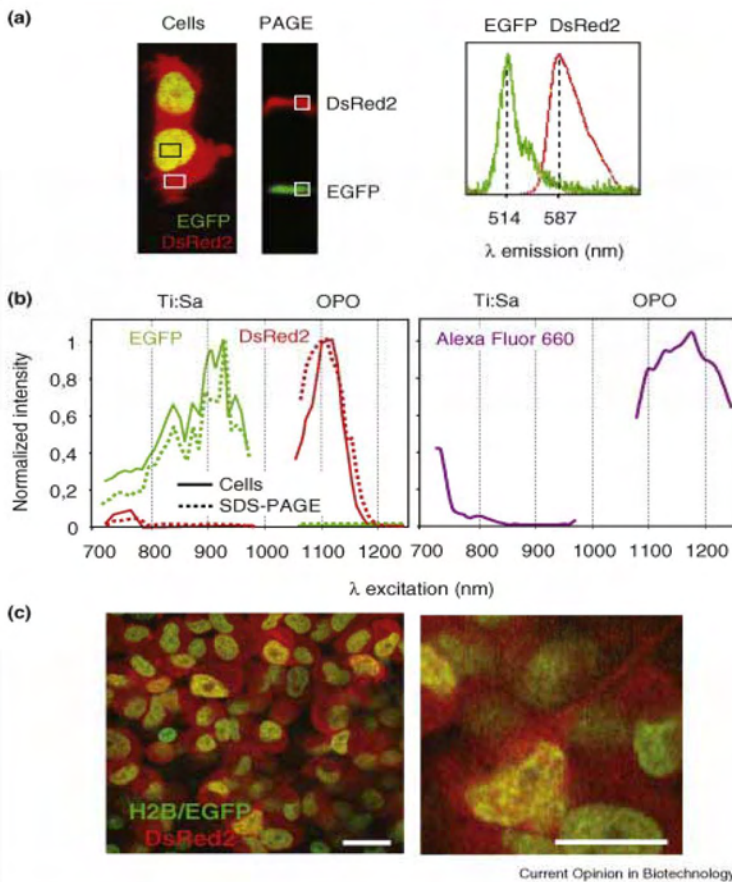 (a)
Cells PAGE EGFP DsRed2
DsRed2
EGFP
EGFP
DsRed2
514 587
λ emission (nm)
(b)
Ti:Sa OPO Ti:Sa OPO
EGFP DsRed2 Alexa Fluor 660
Normalized intensity
1
0,8
0,6
0,4
0,2
0
Cells
SDS-PAGE
700 800 900 1000 1100 1200 700 800 900 1000 1100 1200
λ excitation (nm)
(c)
H2B/EGFP
DsRed2
Current Opinion in Biotechnology